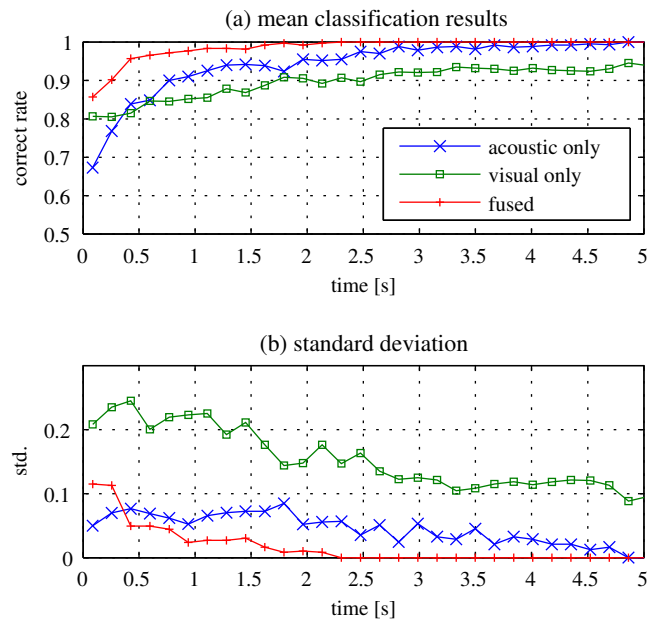 (a) mean classification results
1
0.9
0.8
0.7
0.6
0.5
correct rate
acoustic only
visual only
fused
0 0.5 1 1.5 2 2.5 3 3.5 4 4.5 5
time [s]
(b) standard deviation
0.2
0.1
0
std.
0 0.5 1 1.5 2 2.5 3 3.5 4 4.5 5
time [s]